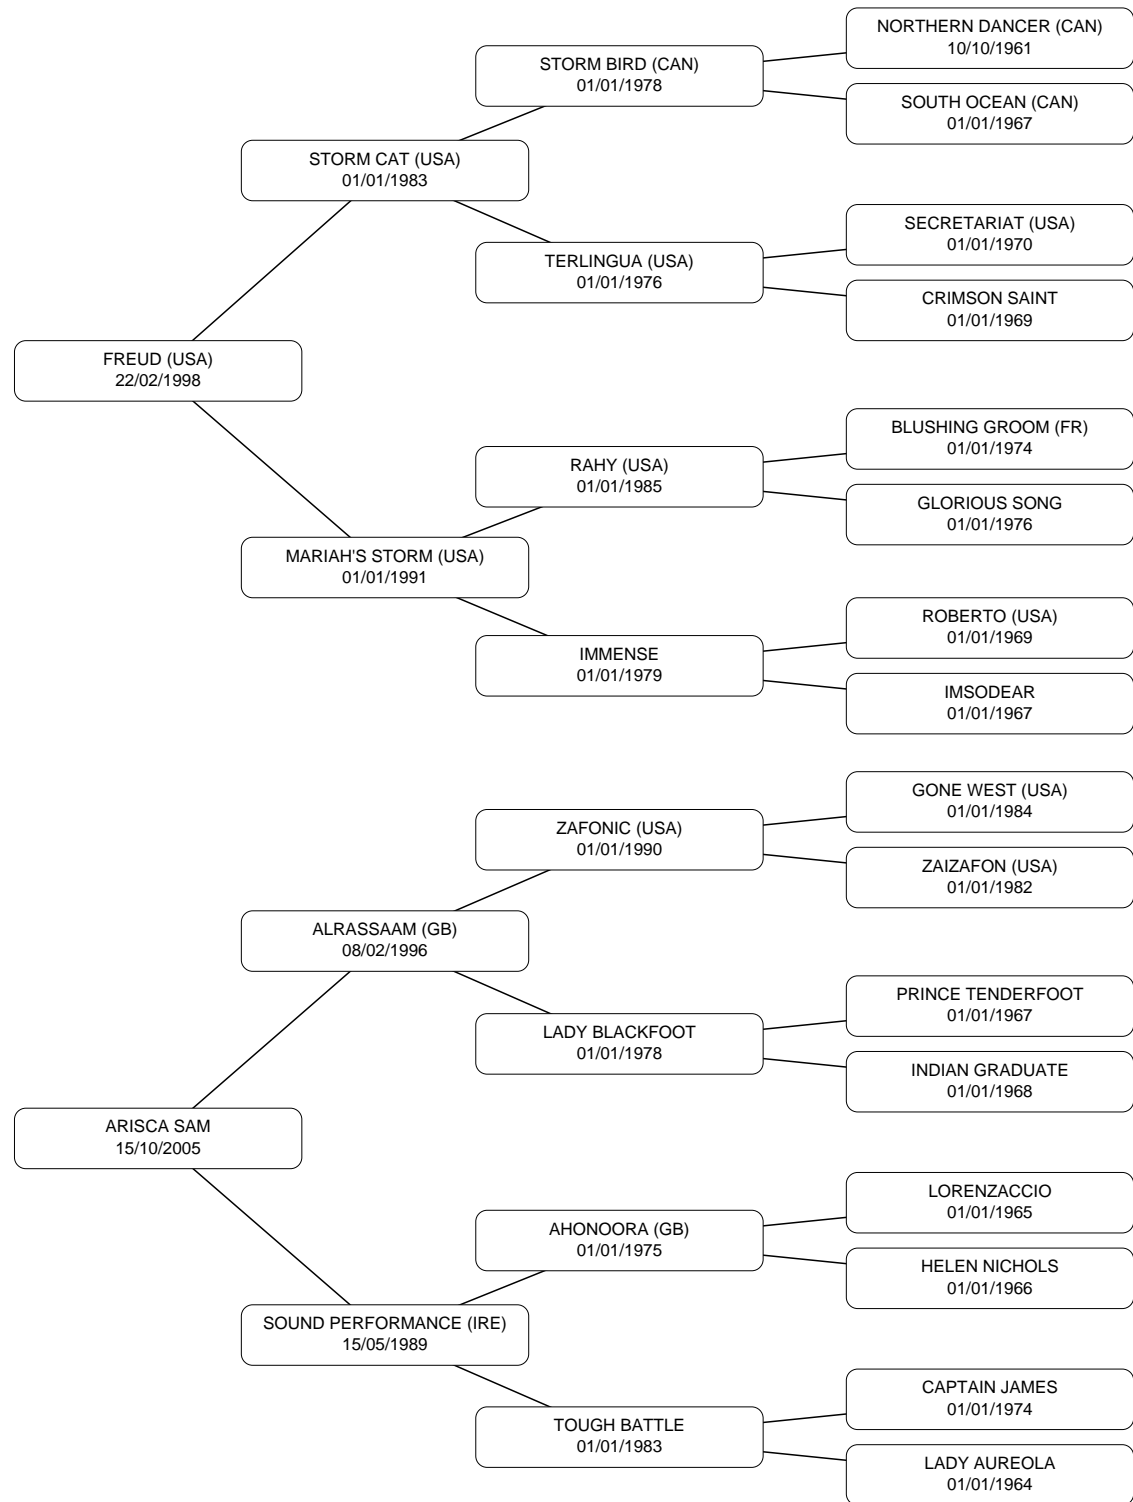 NORTHERN DANCER (CAN)
10/10/1961
STORM BIRD (CAN)
01/01/1978
SOUTH OCEAN (CAN)
01/01/1967
STORM CAT (USA)
01/01/1983
SECRETARIAT (USA)
01/01/1970
TERLINGUA (USA)
01/01/1976
CRIMSON SAINT
01/01/1969
FREUD (USA)
22/02/1998
BLUSHING GROOM (FR)
01/01/1974
RAHY (USA)
01/01/1985
GLORIOUS SONG
01/01/1976
MARIAH'S STORM (USA)
01/01/1991
ROBERTO (USA)
01/01/1969
IMMENSE
01/01/1979
IMSODEAR
01/01/1967
GONE WEST (USA)
01/01/1984
ZAFONIC (USA)
01/01/1990
ZAIZAFON (USA)
01/01/1982
ALRASSAAM (GB)
08/02/1996
PRINCE TENDERFOOT
01/01/1967
LADY BLACKFOOT
01/01/1978
INDIAN GRADUATE
01/01/1968
ARISCA SAM
15/10/2005
LORENZACCIO
01/01/1965
AHONOORA (GB)
01/01/1975
HELEN NICHOLS
01/01/1966
SOUND PERFORMANCE (IRE)
15/05/1989
CAPTAIN JAMES
01/01/1974
TOUGH BATTLE
01/01/1983
LADY AUREOLA
01/01/1964